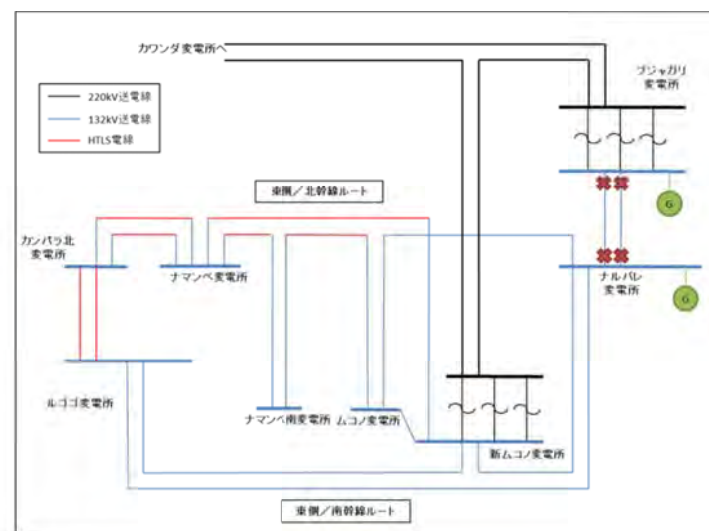 カワンダ変電所へ
ブジャガリ
変電所
220kV送電線
132kV送電線
HTLS電線
東側/北幹線ルート
G
カンパラ北
変電所
ナマンベ変電所
ナルバレ
変電所
G
ルゴゴ変電所
ナマンベ南変電所
ムコノ変電所
新ムコノ変電所
東側/南幹線ルート